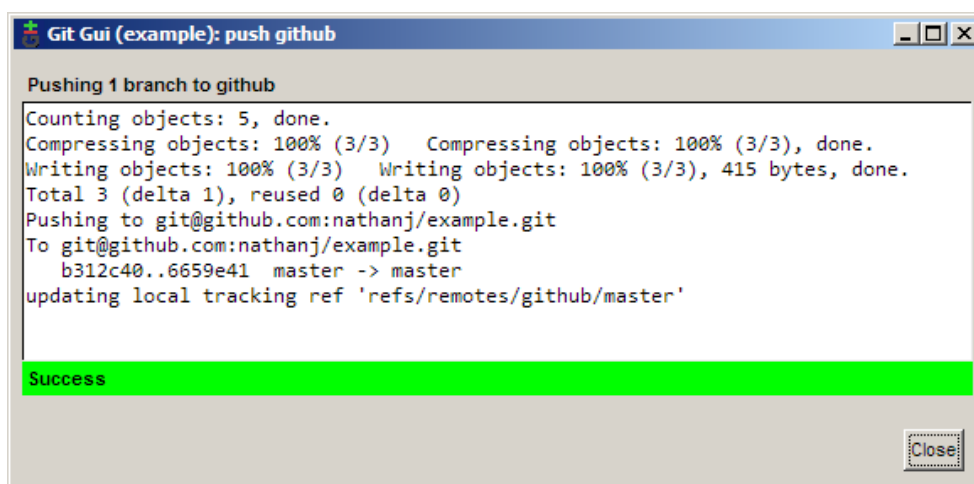 Git Gui (example): push github
Pushing 1 branch to github
Counting objects: 5, done.
Compressing objects: 100% (3/3)   Compressing objects: 100% (3/3), done.
Writing objects: 100% (3/3)   Writing objects: 100% (3/3), 415 bytes, done.
Total 3 (delta 1), reused 0 (delta 0)
Pushing to git@github.com:nathanj/example.git
To git@github.com:nathanj/example.git
   b312c40..6659e41  master -> master
updating local tracking ref 'refs/remotes/github/master'
Success
Close